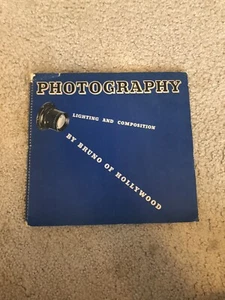 PHOTOGRAPHY
LIGHTING AND COMPOSITION
BY BRUNO OF HOLLYWOOD